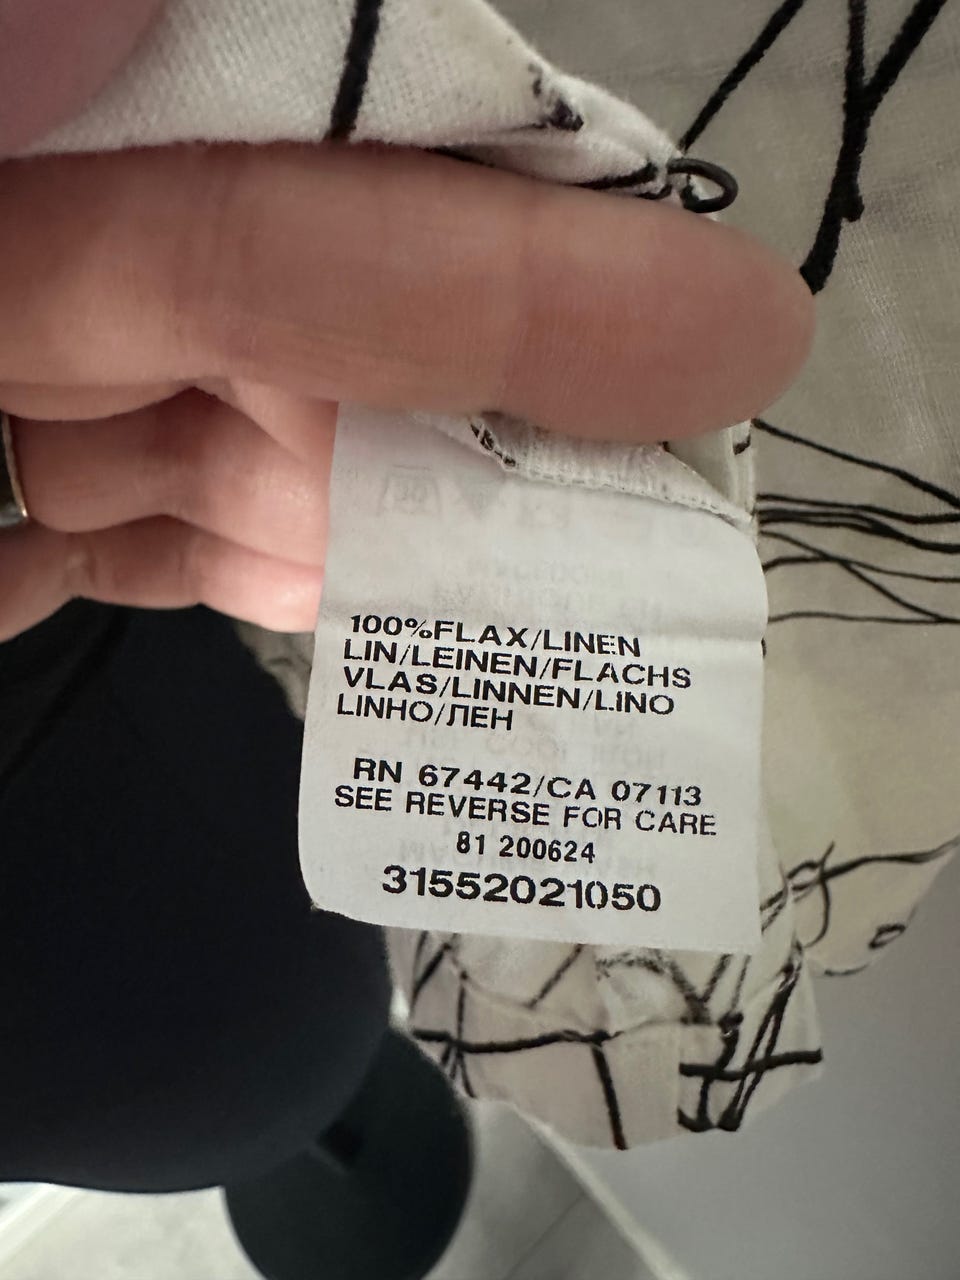 100%FLAX/LINEN
LIN/LEINEN/FLACHS
VLAS/LINNEN/LINO
LINHO/ЛЕН
RN 67442/CA 07113
SEE REVERSE FOR CARE
81 200624
31552021050